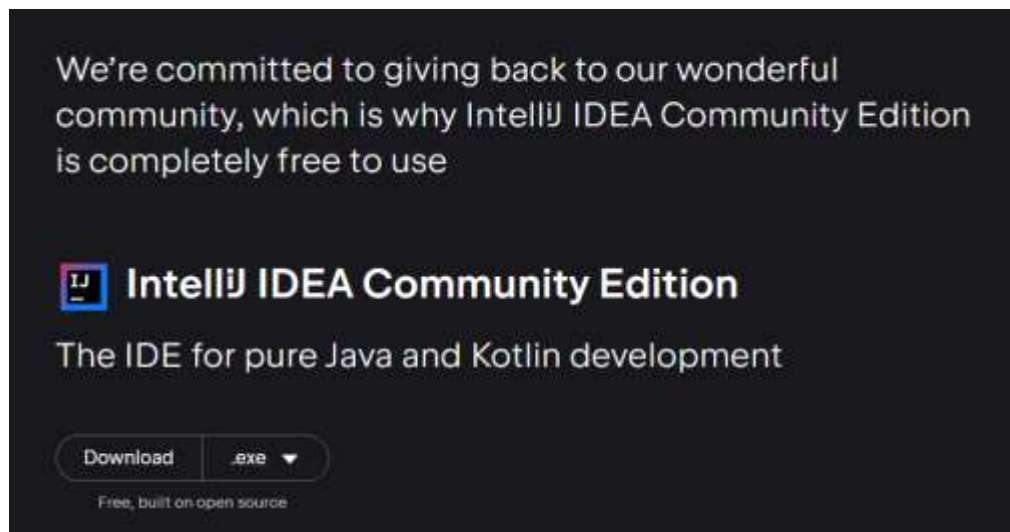 We're committed to giving back to our wonderful
community, which is why IntelliJ IDEA Community Edition
is completely free to use
IJ
IntelliJ IDEA Community Edition
The IDE for pure Java and Kotlin development
Download .exe
Free, built on open source